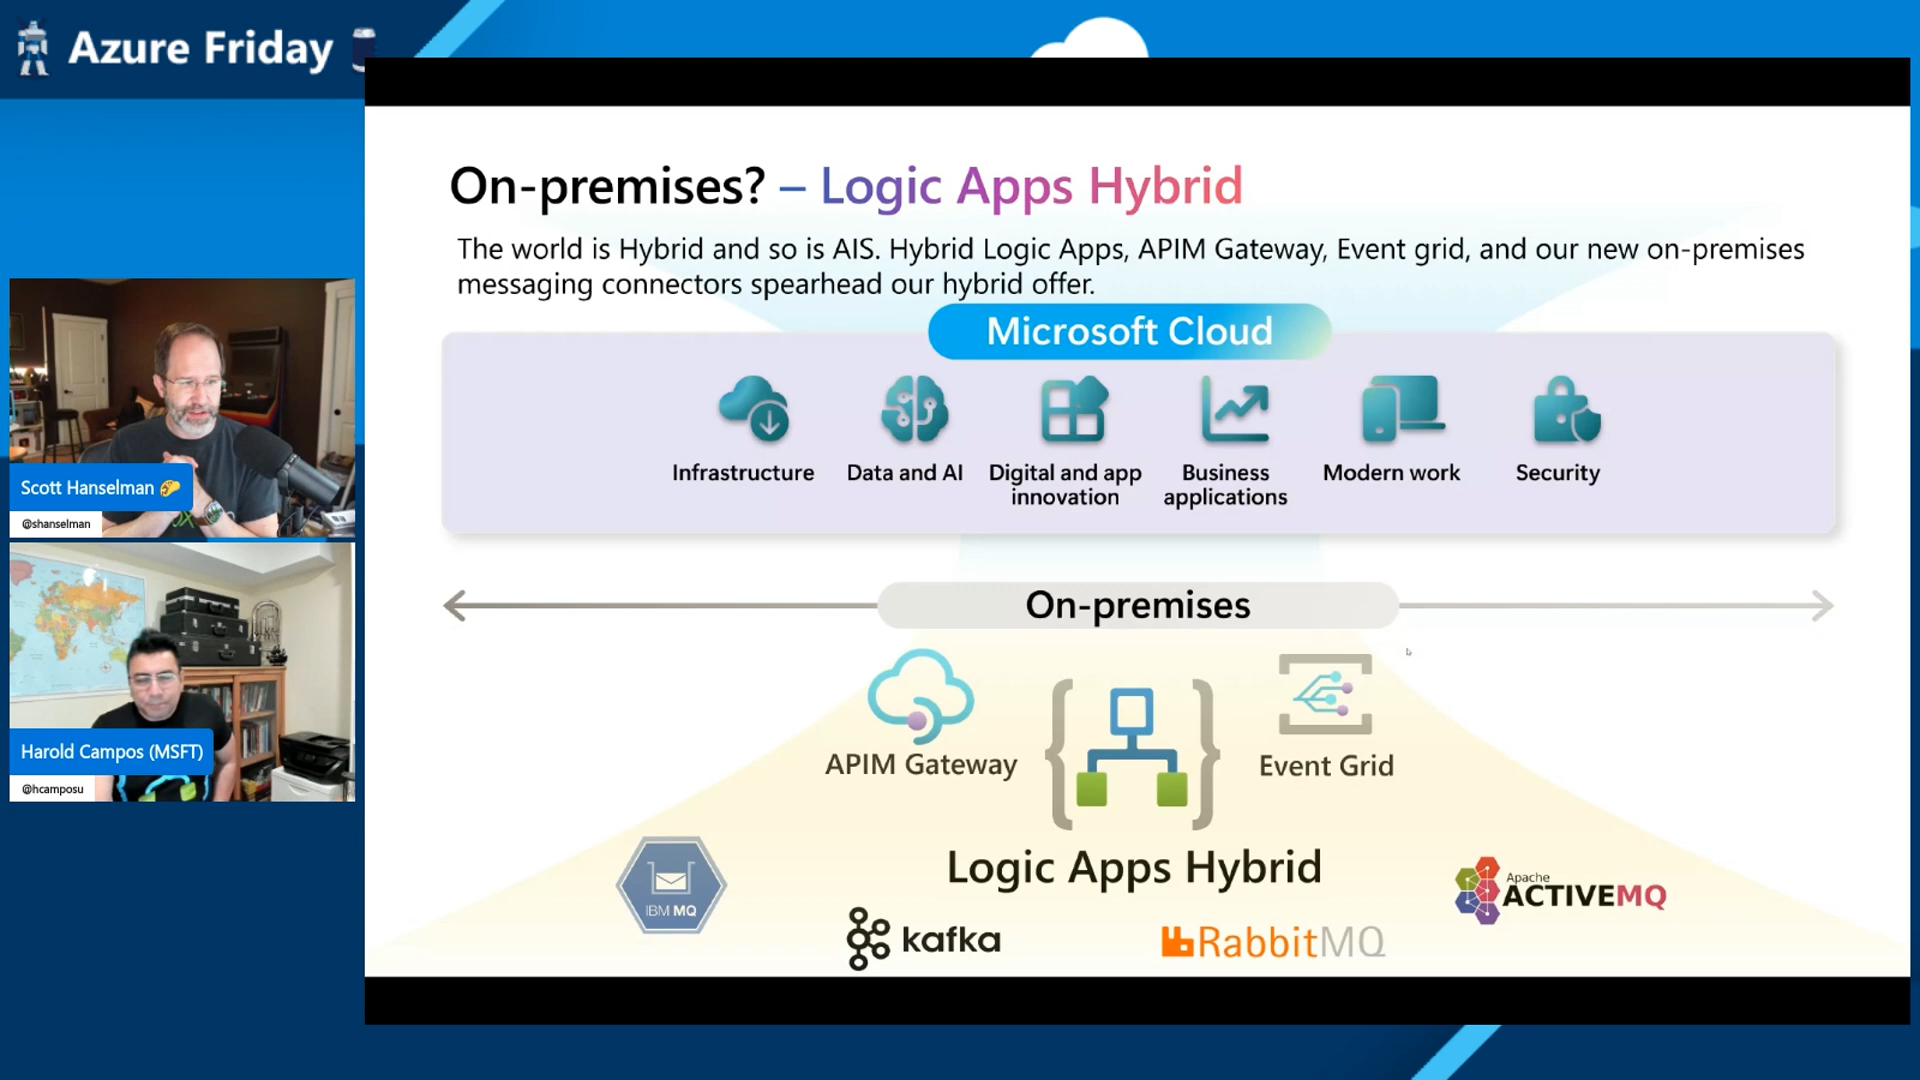 Azure Friday
On-premises? – Logic Apps Hybrid
The world is Hybrid and so is AIS. Hybrid Logic Apps, APIM Gateway, Event grid, and our new on-premises
messaging connectors spearhead our hybrid offer.
Microsoft Cloud
Infrastructure
Data and AI
Digital and app
innovation
Business
applications
Modern work
Security
Scott Hanselman 🌮
@shanselman
Harold Campos (MSFT)
@hcamposu
On-premises
APIM Gateway
Event Grid
Logic Apps Hybrid
IBM MQ
kafka
RabbitMQ
Apache
ACTIVEMQ